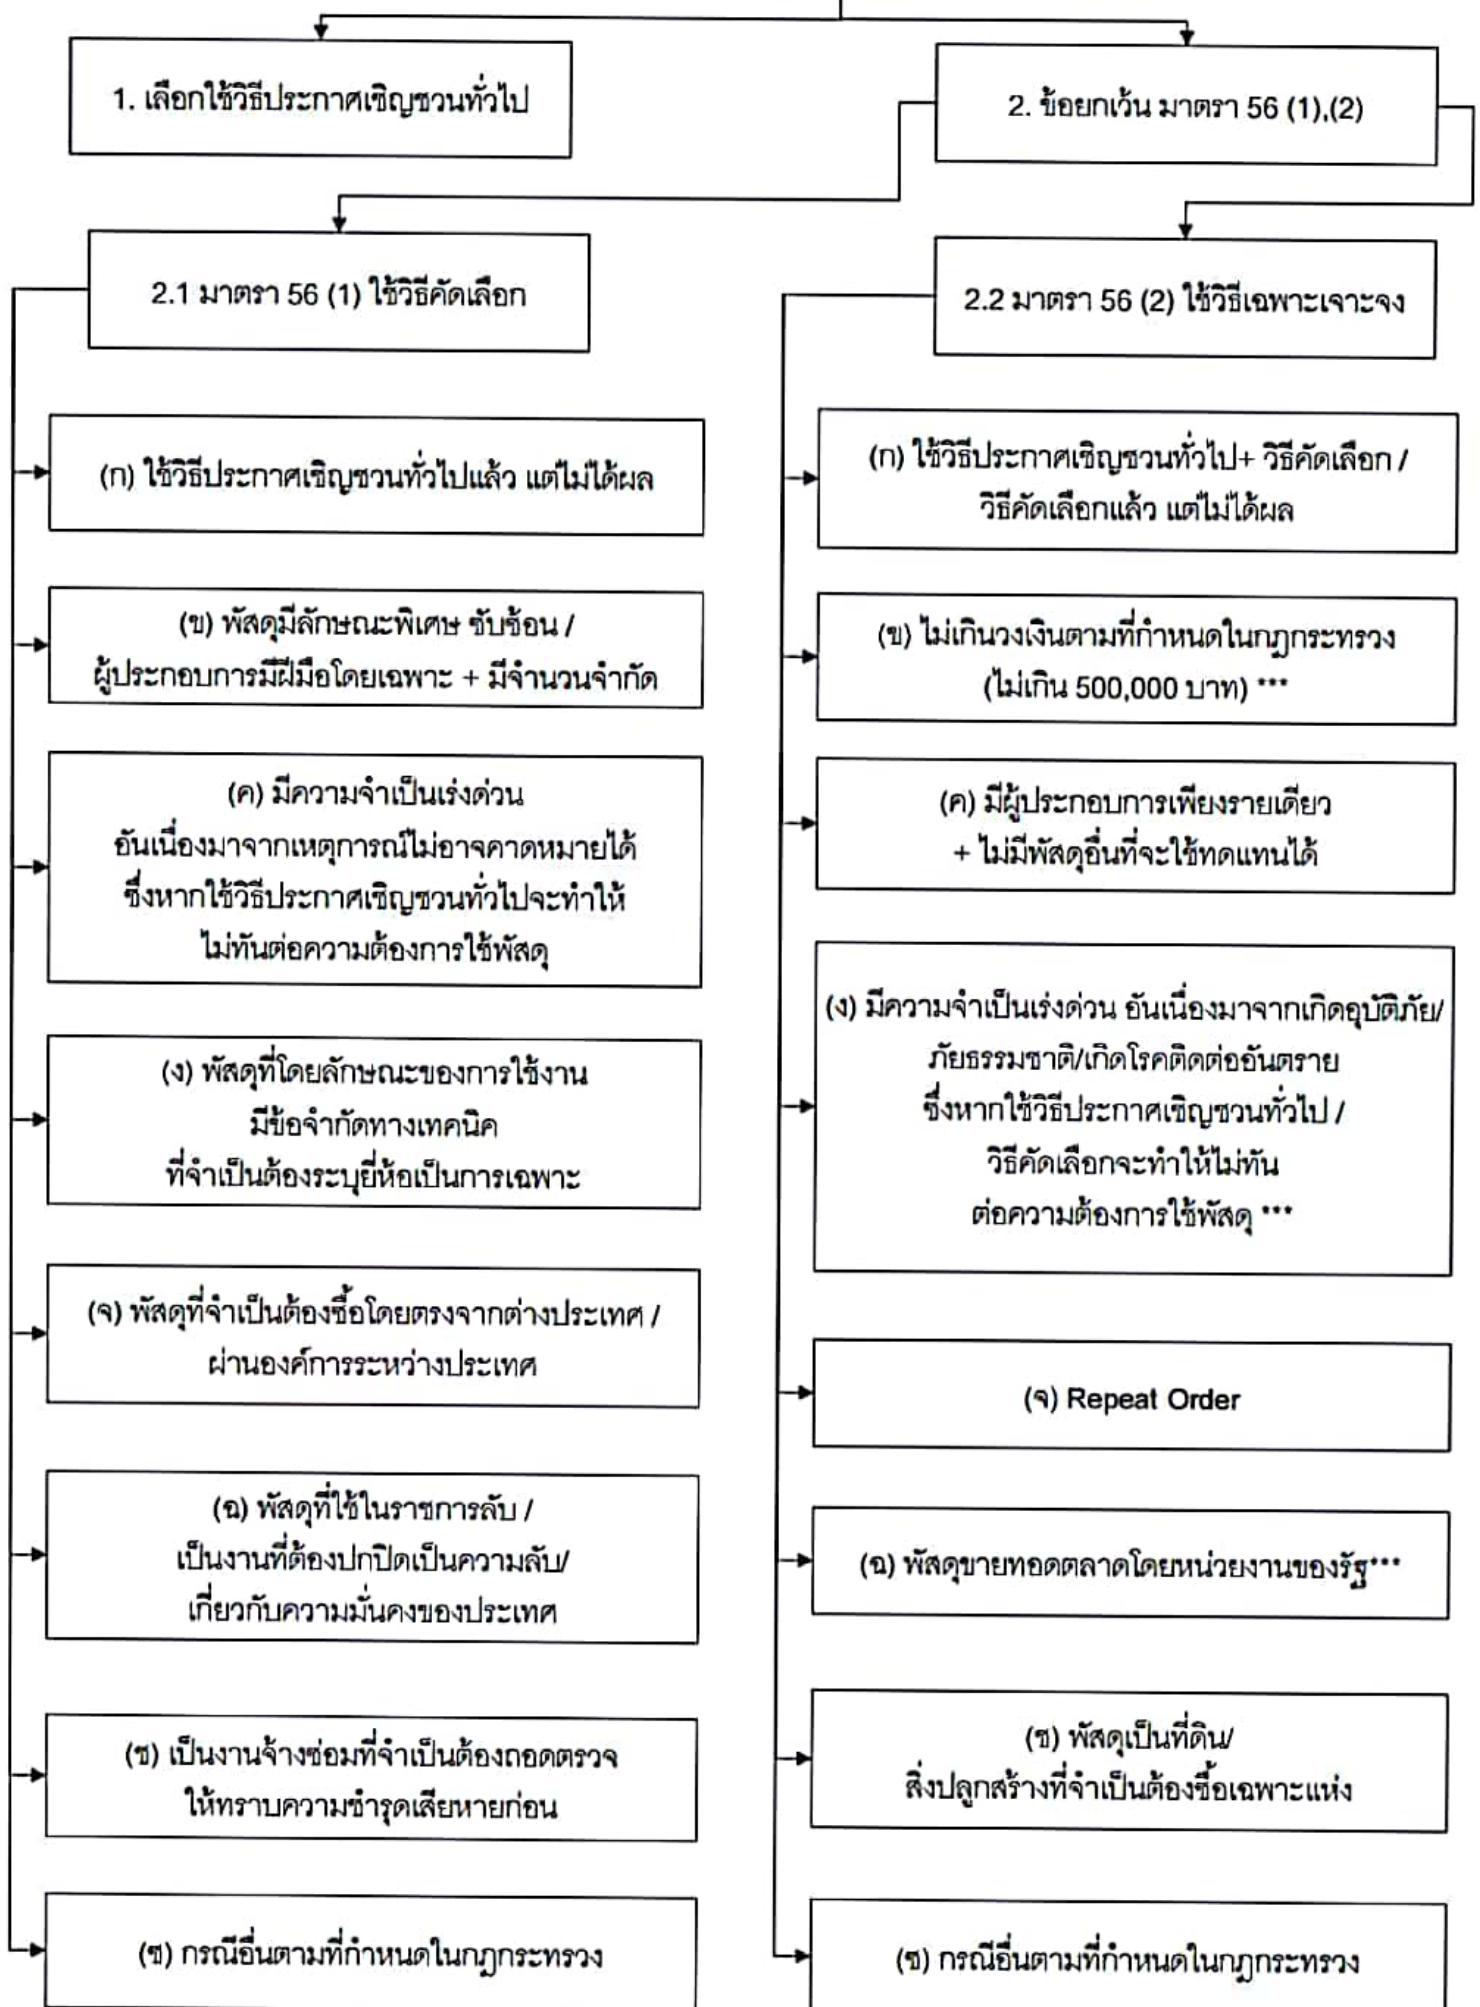 1. เลือกใช้วิธีประกาศเชิญชวนทั่วไป
2. ข้อยกเว้น มาตรา 56 (1),(2)
2.1 มาตรา 56 (1) ใช้วิธีคัดเลือก
(ก) ใช้วิธีประกาศเชิญชวนทั่วไปแล้ว แต่ไม่ได้ผล
(ข) พัสดุมีลักษณะพิเศษ ซับซ้อน /
ผู้ประกอบการมีฝีมือโดยเฉพาะ + มีจำนวนจำกัด
(ค) มีความจำเป็นเร่งด่วน
อันเนื่องมาจากเหตุการณ์ไม่อาจคาดหมายได้
ซึ่งหากใช้วิธีประกาศเชิญชวนทั่วไปจะทำให้
ไม่ทันต่อความต้องการใช้พัสดุ
(ง) พัสดุที่โดยลักษณะของการใช้งาน
มีข้อจำกัดทางเทคนิค
ที่จำเป็นต้องระบุยี่ห้อเป็นการเฉพาะ
(จ) พัสดุที่จำเป็นต้องซื้อโดยตรงจากต่างประเทศ /
ผ่านองค์การระหว่างประเทศ
(ฉ) พัสดุที่ใช้ในราชการลับ /
เป็นงานที่ต้องปกปิดเป็นความลับ/
เกี่ยวกับความมั่นคงของประเทศ
(ช) เป็นงานจ้างซ่อมที่จำเป็นต้องถอดตรวจ
ให้ทราบความชำรุดเสียหายก่อน
(ซ) กรณีอื่นตามที่กำหนดในกฎกระทรวง
2.2 มาตรา 56 (2) ใช้วิธีเฉพาะเจาะจง
(ก) ใช้วิธีประกาศเชิญชวนทั่วไป+ วิธีคัดเลือก /
วิธีคัดเลือกแล้ว แต่ไม่ได้ผล
(ข) ไม่เกินวงเงินตามที่กำหนดในกฎกระทรวง
(ไม่เกิน 500,000 บาท) ***
(ค) มีผู้ประกอบการเพียงรายเดียว
+ ไม่มีพัสดุอื่นที่จะใช้ทดแทนได้
(ง) มีความจำเป็นเร่งด่วน อันเนื่องมาจากเกิดอุบัติภัย/
ภัยธรรมชาติ/เกิดโรคติดต่ออันตราย
ซึ่งหากใช้วิธีประกาศเชิญชวนทั่วไป /
วิธีคัดเลือกจะทำให้ไม่ทัน
ต่อความต้องการใช้พัสดุ ***
(จ) Repeat Order
(ฉ) พัสดุขายทอดตลาดโดยหน่วยงานของรัฐ***
(ช) พัสดุเป็นที่ดิน/
สิ่งปลูกสร้างที่จำเป็นต้องซื้อเฉพาะแห่ง
(ซ) กรณีอื่นตามที่กำหนดในกฎกระทรวง